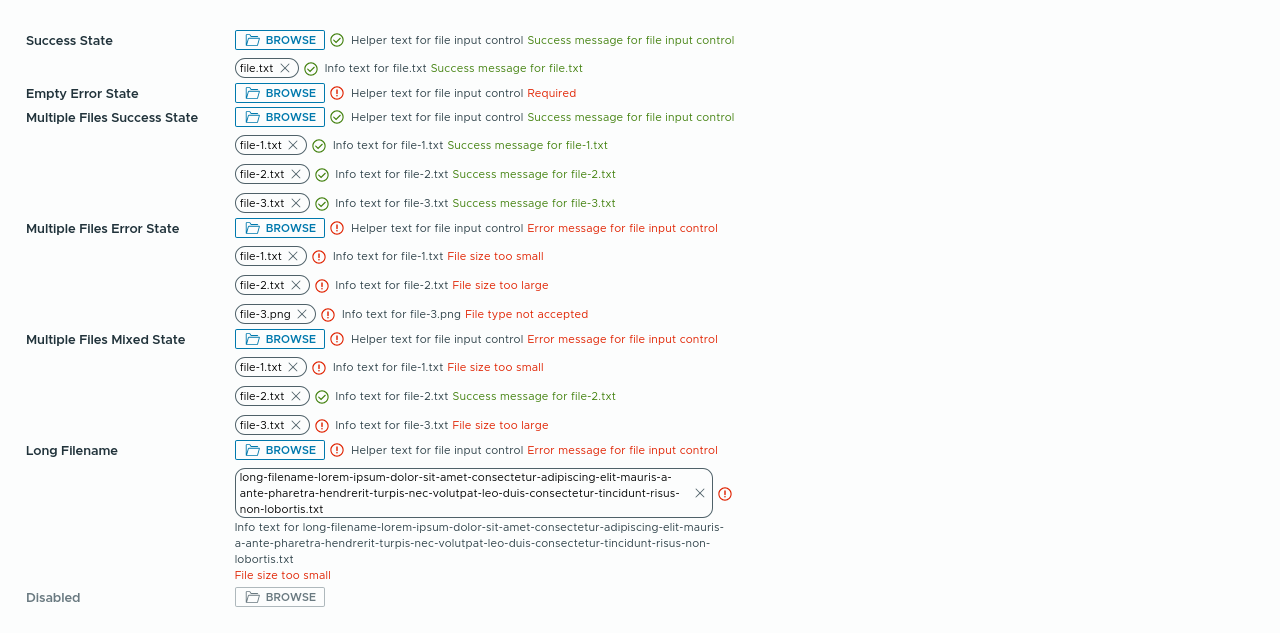 Success State BROWSE Helper text for file input control Success message for file input control
file.txt Info text for file.txt Success message for file.txt
Empty Error State BROWSE Helper text for file input control Required
Multiple Files Success State BROWSE Helper text for file input control Success message for file input control
file-1.txt Info text for file-1.txt Success message for file-1.txt
file-2.txt Info text for file-2.txt Success message for file-2.txt
file-3.txt Info text for file-3.txt Success message for file-3.txt
Multiple Files Error State BROWSE Helper text for file input control Error message for file input control
file-1.txt Info text for file-1.txt File size too small
file-2.txt Info text for file-2.txt File size too large
file-3.png Info text for file-3.png File type not accepted
Multiple Files Mixed State BROWSE Helper text for file input control Error message for file input control
file-1.txt Info text for file-1.txt File size too small
file-2.txt Info text for file-2.txt Success message for file-2.txt
file-3.txt Info text for file-3.txt File size too large
Long Filename BROWSE Helper text for file input control Error message for file input control
long-filename-lorem-ipsum-dolor-sit-amet-consectetur-adipiscing-elit-mauris-a-
ante-pharetra-hendrerit-turpis-nec-volutpat-leo-duis-consectetur-tincidunt-risus-
non-lobortis.txt
Info text for long-filename-lorem-ipsum-dolor-sit-amet-consectetur-adipiscing-elit-mauris-
a-ante-pharetra-hendrerit-turpis-nec-volutpat-leo-duis-consectetur-tincidunt-risus-non-
lobortis.txt
File size too small
Disabled BROWSE